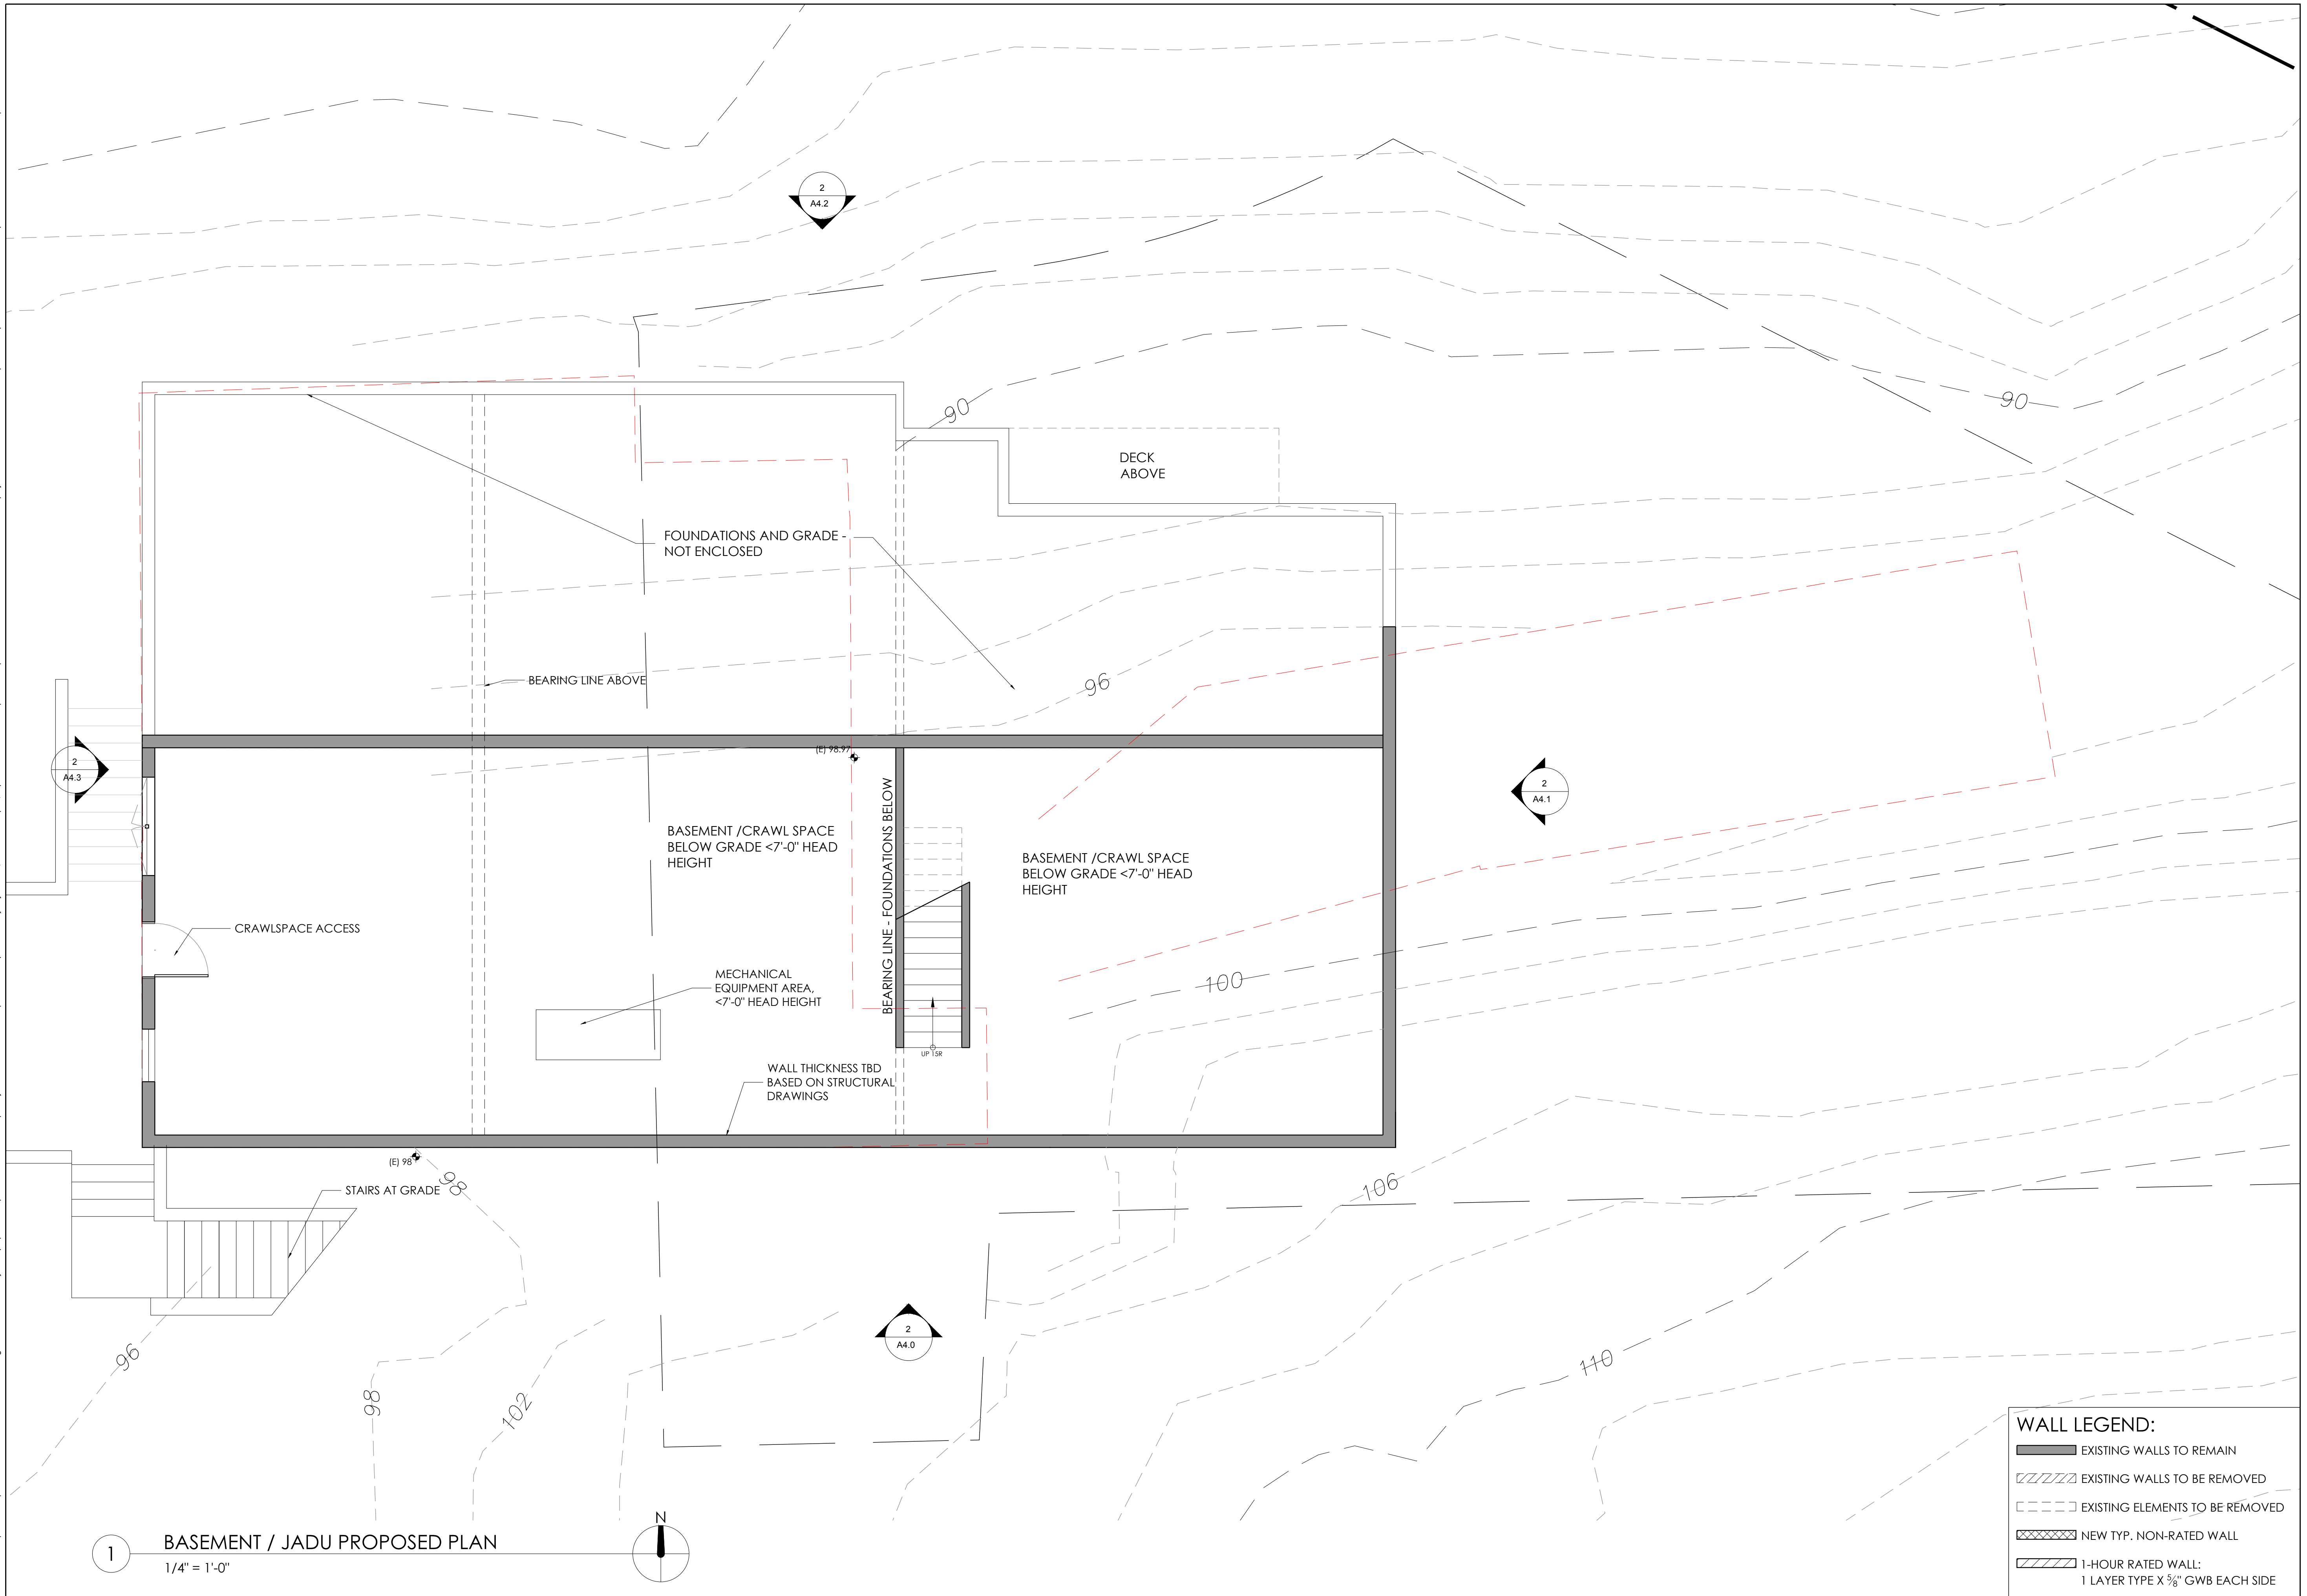 2
A4.2
90
90
DECK
ABOVE
FOUNDATIONS AND GRADE -
NOT ENCLOSED
BEARING LINE ABOVE
96
(E) 98.97
2
A4.3
2
A4.1
BASEMENT /CRAWL SPACE
BELOW GRADE <7'-0" HEAD
HEIGHT
BEARING LINE - FOUNDATIONS BELOW
BASEMENT /CRAWL SPACE
BELOW GRADE <7'-0" HEAD
HEIGHT
CRAWLSPACE ACCESS
MECHANICAL
EQUIPMENT AREA,
<7'-0" HEAD HEIGHT
100
UP 15R
WALL THICKNESS TBD
BASED ON STRUCTURAL
DRAWINGS
(E) 98
98
STAIRS AT GRADE
106
2
A4.0
96
98
102
110
WALL LEGEND:
EXISTING WALLS TO REMAIN
EXISTING WALLS TO BE REMOVED
EXISTING ELEMENTS TO BE REMOVED
NEW TYP. NON-RATED WALL
1-HOUR RATED WALL:
1 LAYER TYPE X 5/8" GWB EACH SIDE
N
1
BASEMENT / JADU PROPOSED PLAN
1/4" = 1'-0"